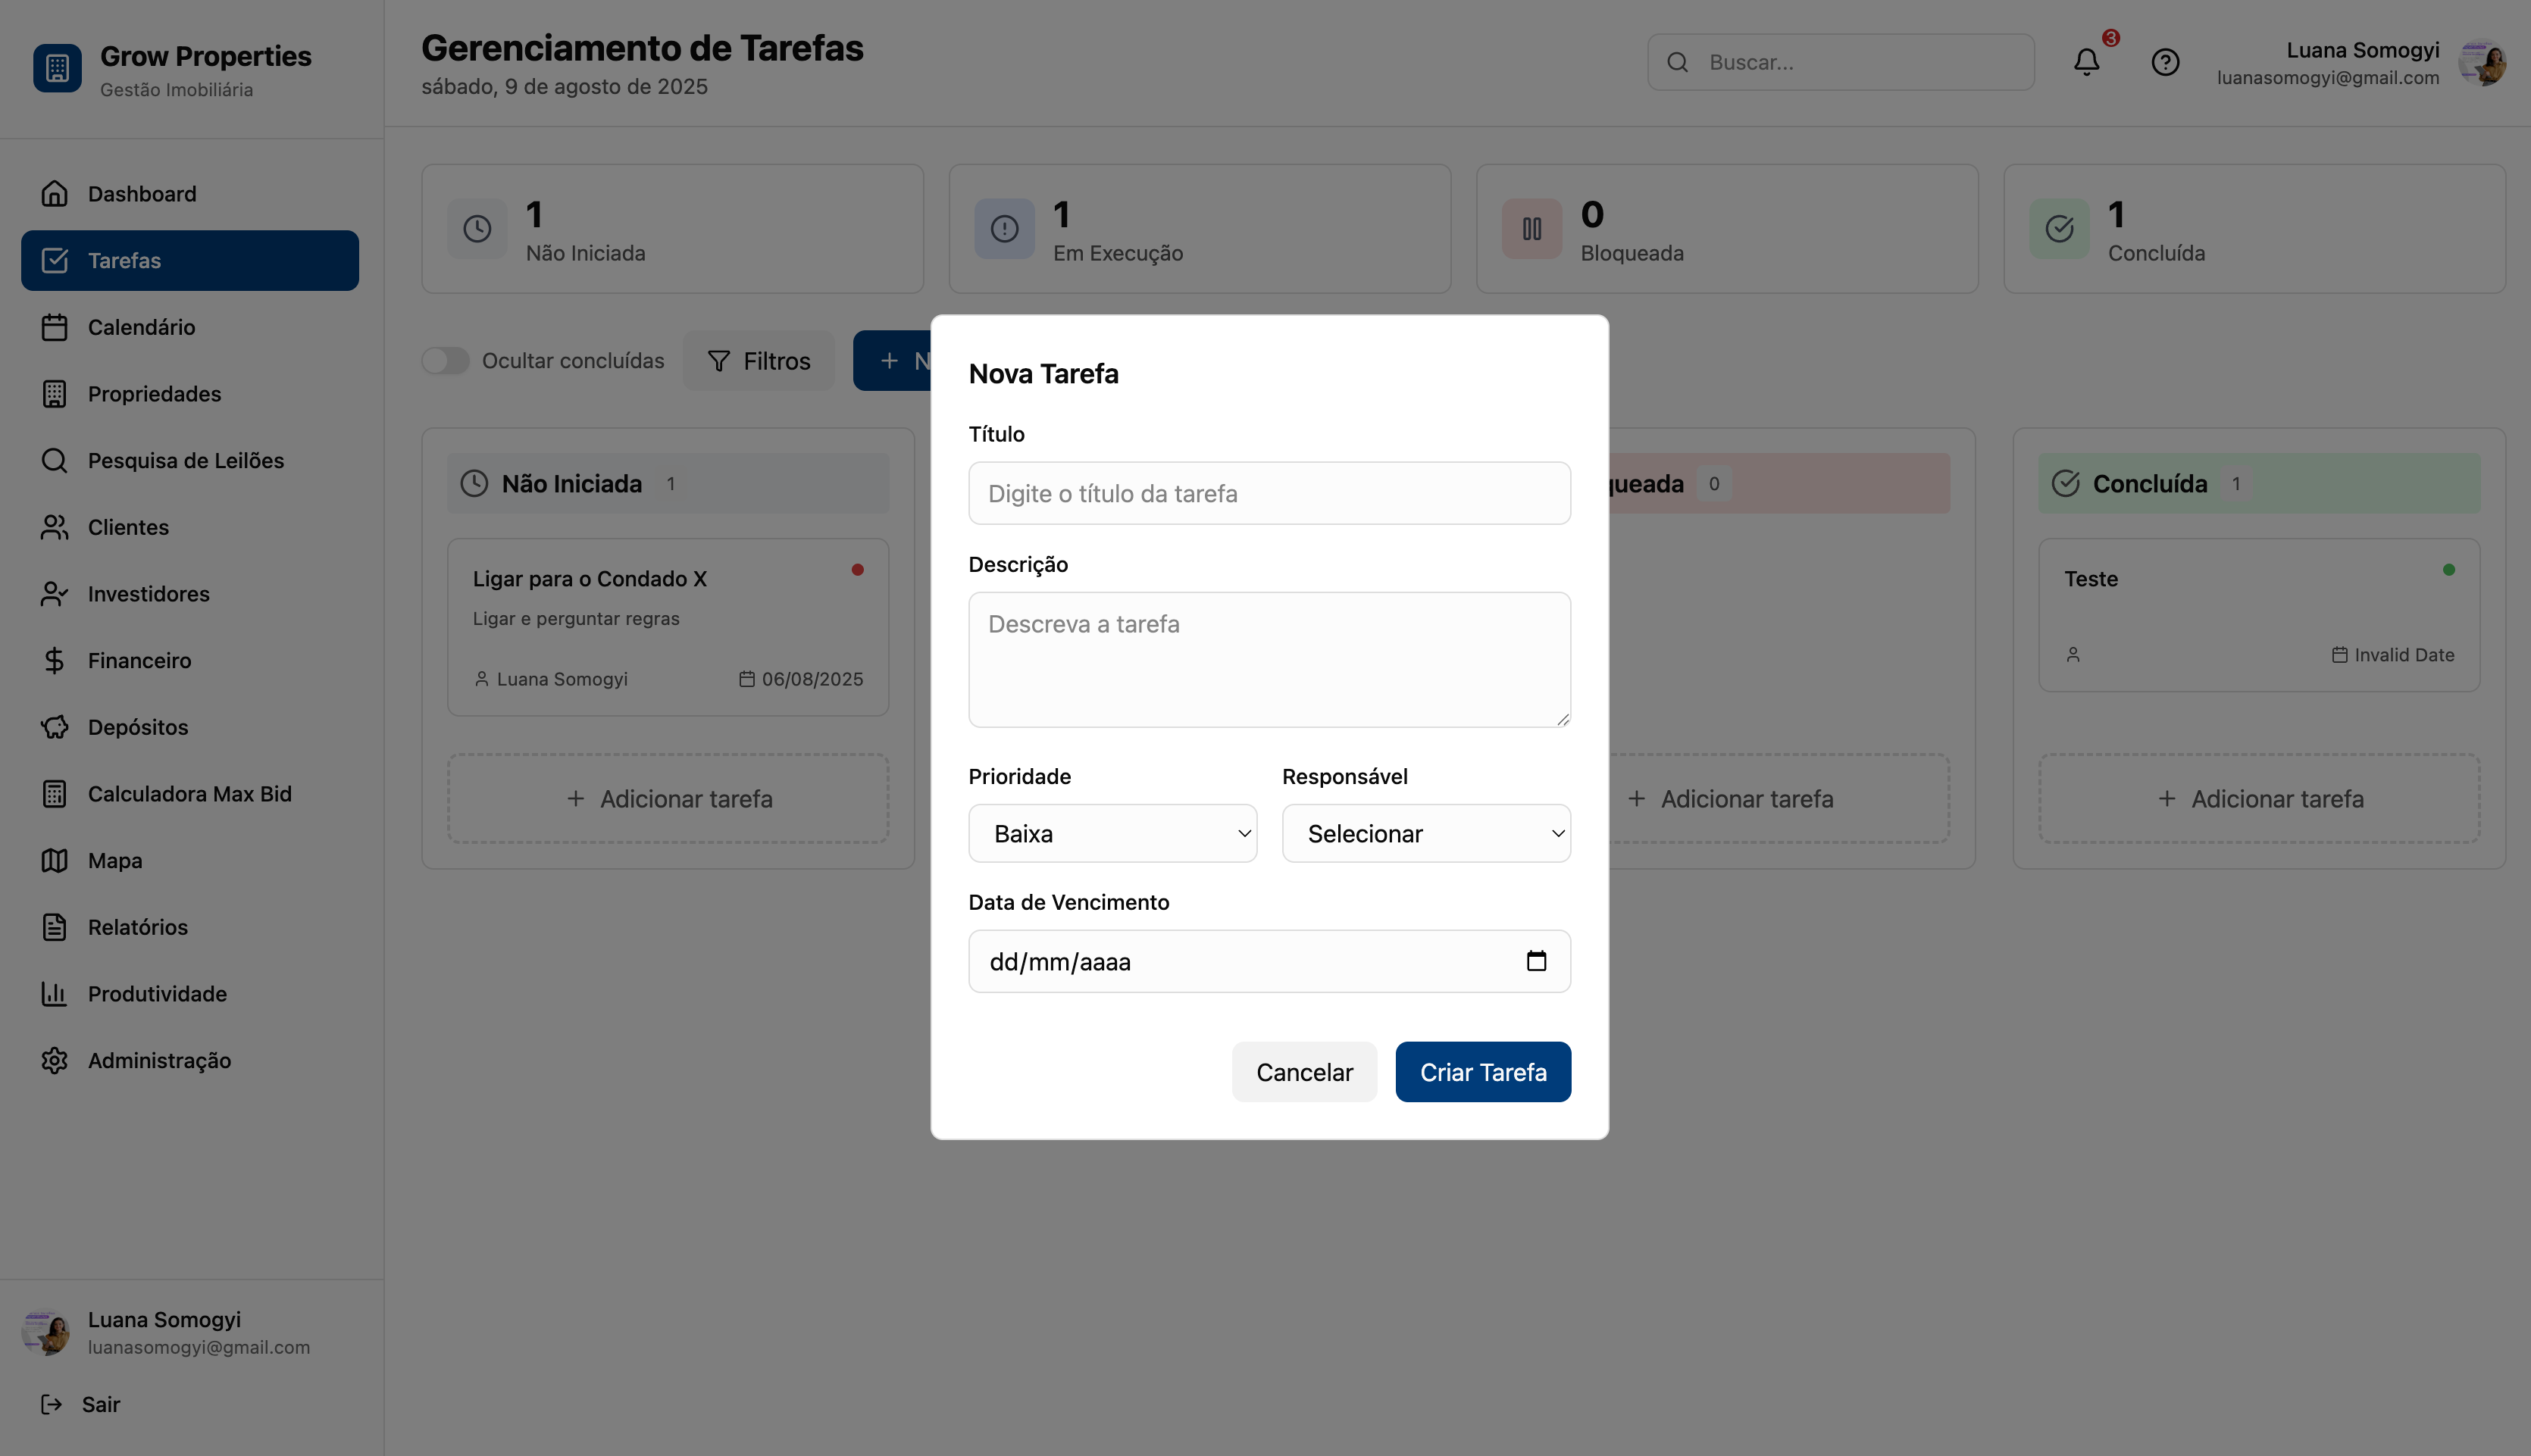 Grow Properties
Gestão Imobiliária
Dashboard
Tarefas
Calendário
Propriedades
Pesquisa de Leilões
Clientes
Investidores
Financeiro
Depósitos
Calculadora Max Bid
Mapa
Relatórios
Produtividade
Administração
Luana Somogyi
luanasomogyi@gmail.com
Sair
Gerenciamento de Tarefas
sábado, 9 de agosto de 2025
Buscar...
3
Luana Somogyi
luanasomogyi@gmail.com
1
Não Iniciada
1
Em Execução
0
Bloqueada
1
Concluída
Ocultar concluídas
Filtros
+ N
Não Iniciada 1
Ligar para o Condado X
Ligar e perguntar regras
Luana Somogyi 06/08/2025
+ Adicionar tarefa
queada 0
+ Adicionar tarefa
Concluída 1
Teste
Invalid Date
+ Adicionar tarefa
Nova Tarefa
Título
Digite o título da tarefa
Descrição
Descreva a tarefa
Prioridade Responsável
Baixa Selecionar
Data de Vencimento
dd/mm/aaaa
Cancelar Criar Tarefa